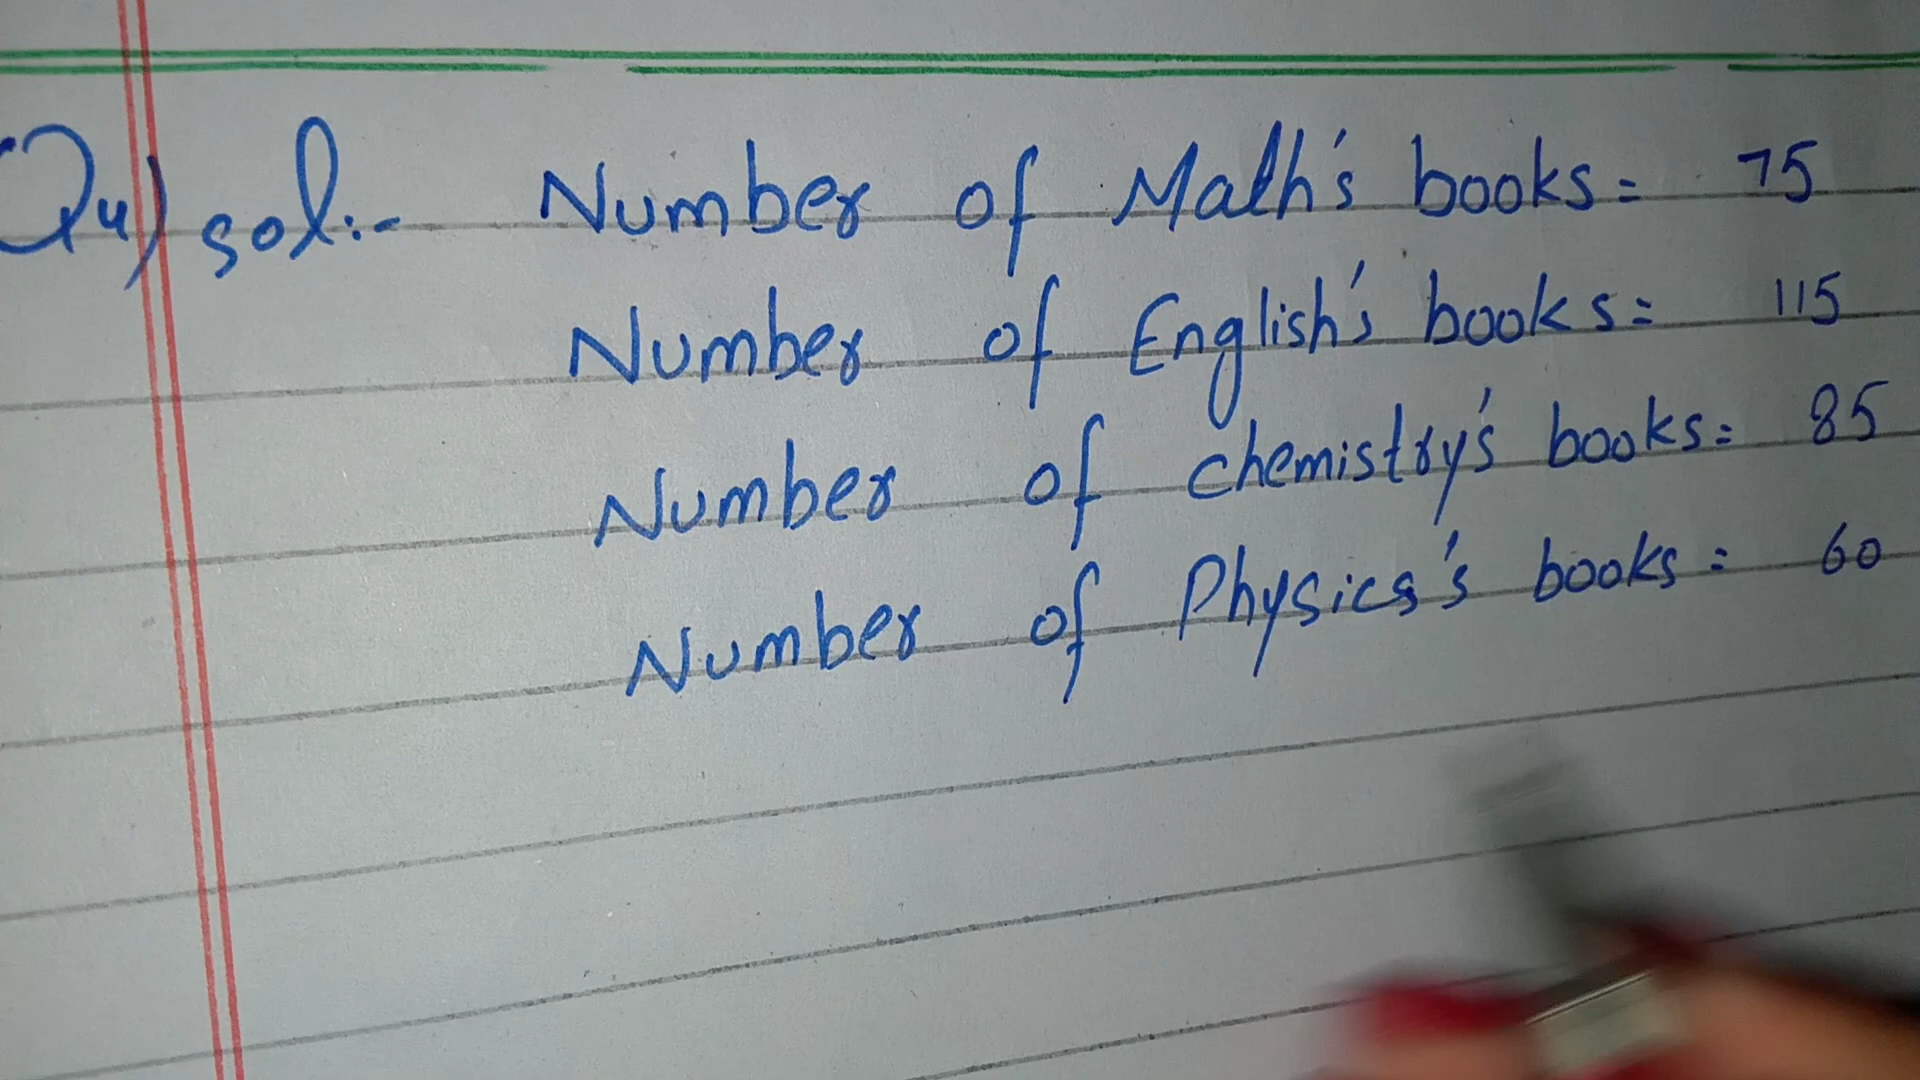 Q4) Sol:- Number of Math's books = 75
Number of English's books = 115
Number of chemistry's books = 85
Number of Physics's books = 60